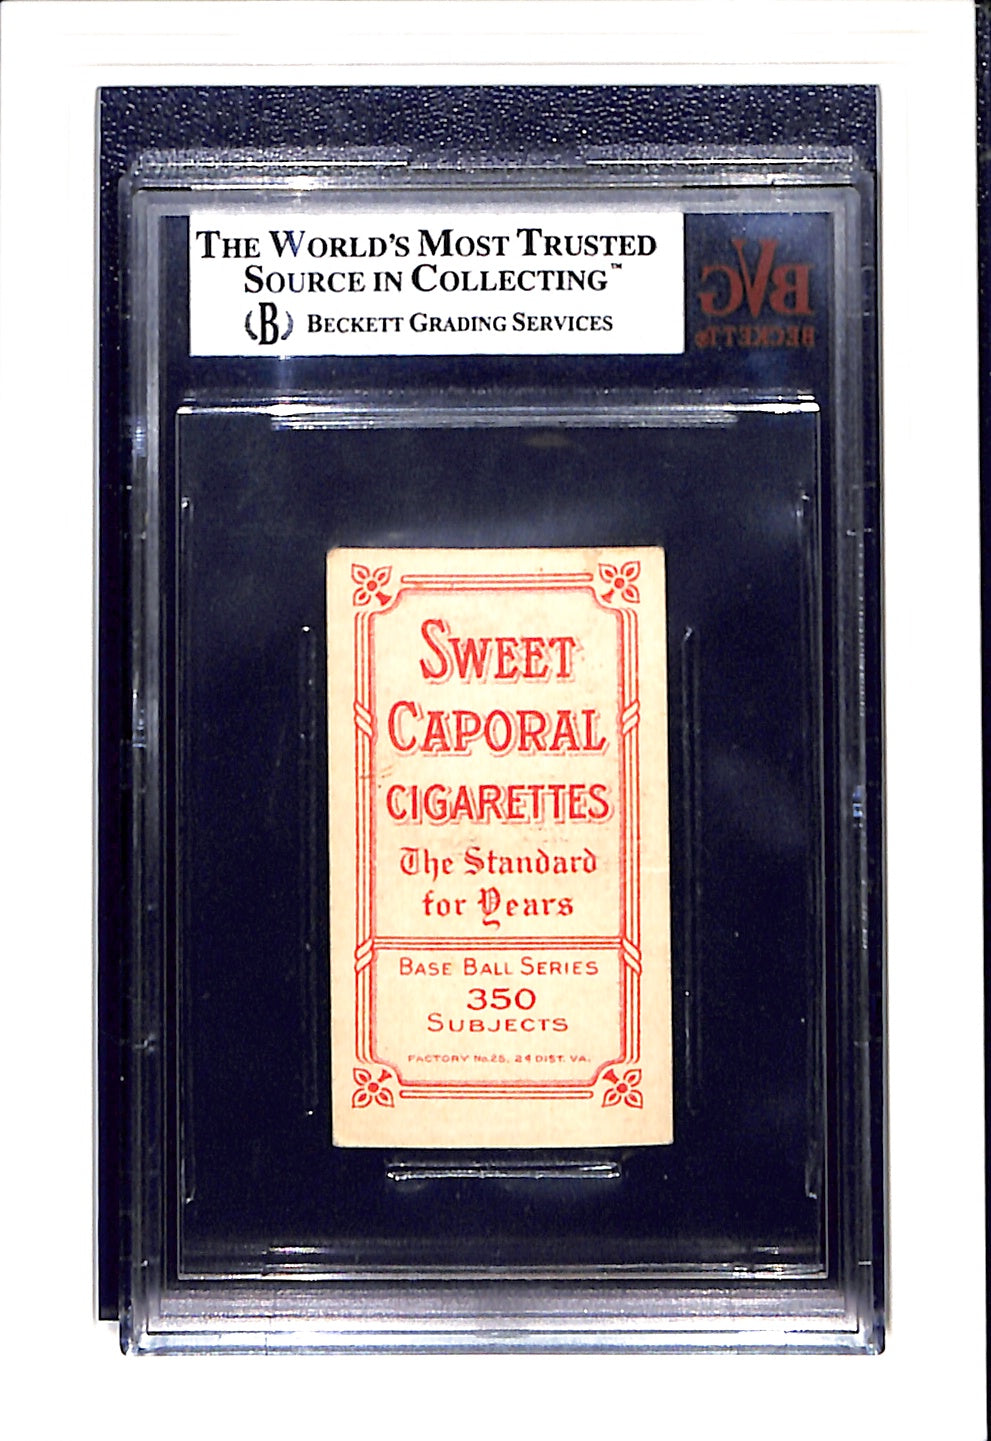 THE WORLD'S MOST TRUSTED
SOURCE IN COLLECTING™
(B) BECKETT GRADING SERVICES
BVG
BECKETT®
SWEET
CAPORAL
CIGARETTES
The Standard
for Years
BASE BALL SERIES
350
SUBJECTS
FACTORY No. 25, 24 DIST. VA.